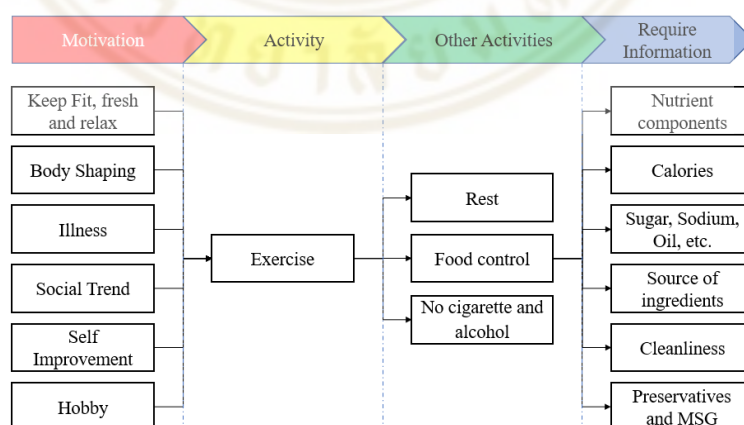 Motivation
Activity
Other Activities
Require
Information
Keep Fit, fresh
and relax
Body Shaping
Illness
Social Trend
Self
Improvement
Hobby
Exercise
Rest
Food control
No cigarette and
alcohol
Nutrient
components
Calories
Sugar, Sodium,
Oil, etc.
Source of
ingredients
Cleanliness
Preservatives
and MSG